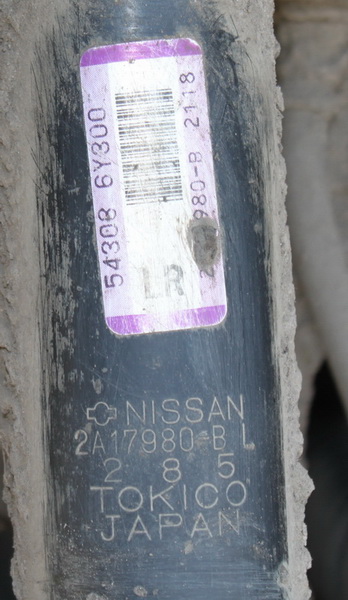 54308 6Y300
980-B 2118
LR
NISSAN
2A17980-B L
2 8 5
TOKICO
JAPAN